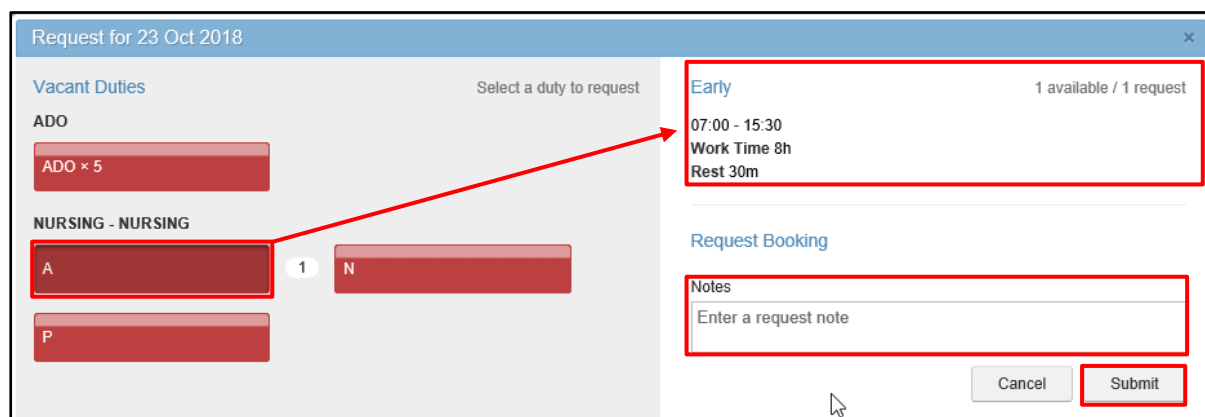 Request for 23 Oct 2018 ×
Vacant Duties Select a duty to request
ADO
ADO × 5
NURSING - NURSING
A 1 N
P
Early 1 available / 1 request
07:00 - 15:30
Work Time 8h
Rest 30m
Request Booking
Notes
Enter a request note
Cancel Submit